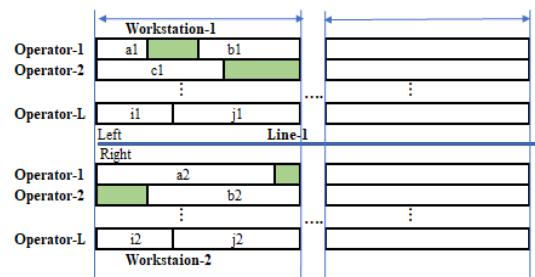 Workstation-1
Operator-1 a1 b1
Operator-2 c1
⋮ ⋮
....
Operator-L i1 j1
Left Line-1
Right
Operator-1 a2
Operator-2 b2
⋮ ⋮
....
Operator-L i2 j2
Workstaion-2